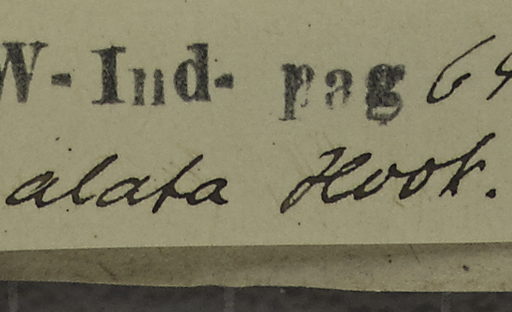 W-Ind- pag 64
alata Hook.